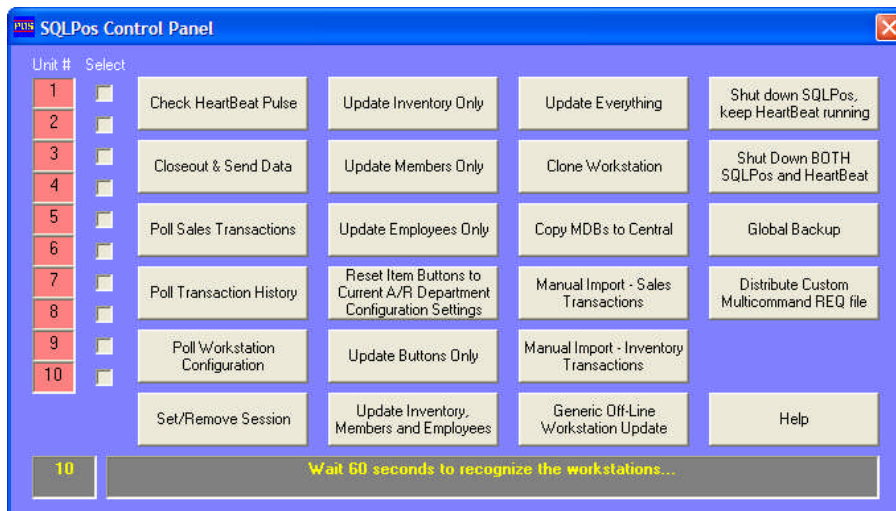 POS SQLPos Control Panel
Unit # Select
1
2
3
4
5
6
7
8
9
10
Check HeartBeat Pulse
Update Inventory Only
Update Everything
Shut down SQLPos,
keep HeartBeat running
Closeout & Send Data
Update Members Only
Clone Workstation
Shut Down BOTH
SQLPos and HeartBeat
Poll Sales Transactions
Update Employees Only
Copy MDBs to Central
Global Backup
Poll Transaction History
Reset Item Buttons to
Current A/R Department
Configuration Settings
Manual Import - Sales
Transactions
Distribute Custom
Multicommand REQ file
Poll Workstation
Configuration
Update Buttons Only
Manual Import - Inventory
Transactions
Set/Remove Session
Update Inventory,
Members and Employees
Generic Off-Line
Workstation Update
Help
10
Wait 60 seconds to recognize the workstations...